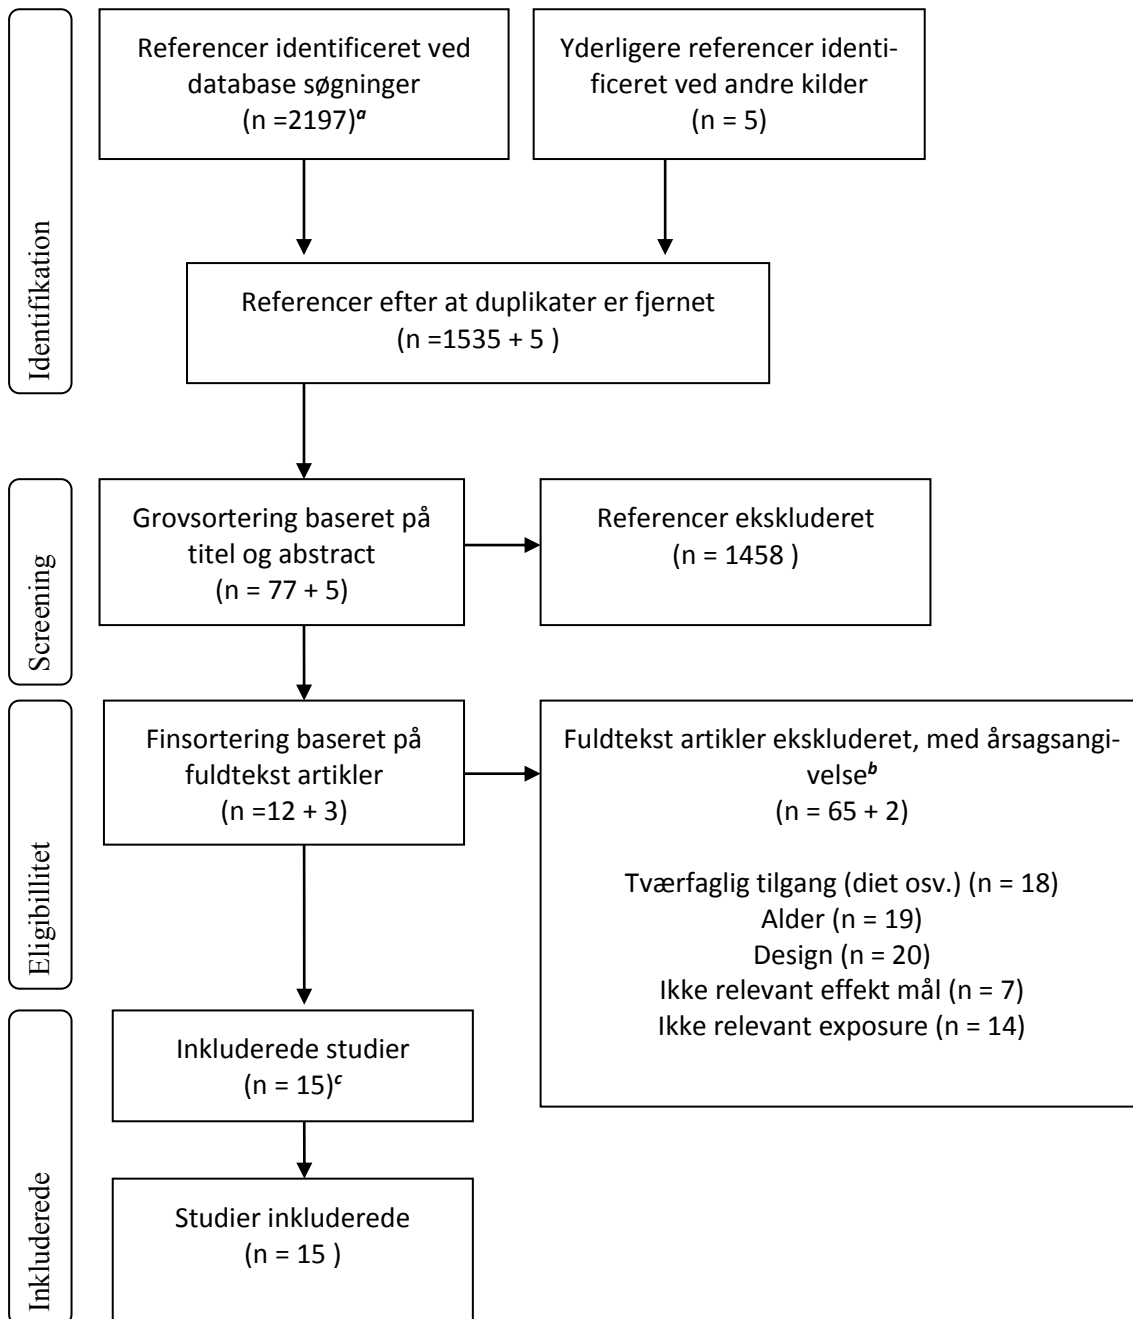 Identifikation
Referencer identificeret ved
database søgninger
(n =2197)a
Yderligere referencer identi-
ficeret ved andre kilder
(n = 5)
Referencer efter at duplikater er fjernet
(n =1535 + 5 )
Screening
Grovsortering baseret på
titel og abstract
(n = 77 + 5)
Referencer ekskluderet
(n = 1458 )
Eligibillitet
Finsortering baseret på
fuldtekst artikler
(n =12 + 3)
Fuldtekst artikler ekskluderet, med årsagsangi-
velseb
(n = 65 + 2)
Tværfaglig tilgang (diet osv.) (n = 18)
Alder (n = 19)
Design (n = 20)
Ikke relevant effekt mål (n = 7)
Ikke relevant exposure (n = 14)
Inkluderede
Inkluderede studier
(n = 15)c
Studier inkluderede
(n = 15 )